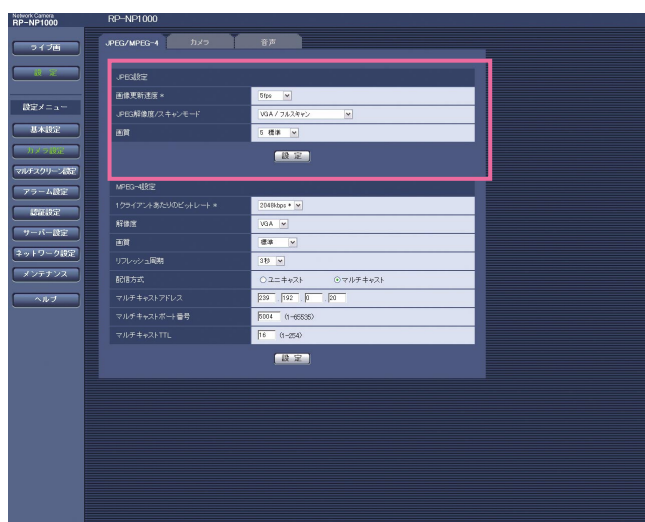 Network Camera
RP-NP1000
RP-NP1000
ライブ画
設 定
設定メニュー
基本設定
カメラ設定
マルチスクリーン設定
アラーム設定
認証設定
サーバー設定
ネットワーク設定
メンテナンス
ヘルプ
JPEG/MPEG-4 カメラ 音声
JPEG設定
画像更新速度 * 5fps
JPEG解像度/スキャンモード VGA / フルスキャン
画質 5 標準
設 定
MPEG-4設定
1クライアントあたりのビットレート * 2048kbps *
解像度 VGA
画質 標準
リフレッシュ周期 3秒
配信方式 ユニキャスト マルチキャスト
マルチキャストアドレス 239 . 192 . 0 . 20
マルチキャストポート番号 5004 (1-65535)
マルチキャストTTL 16 (1-254)
設 定